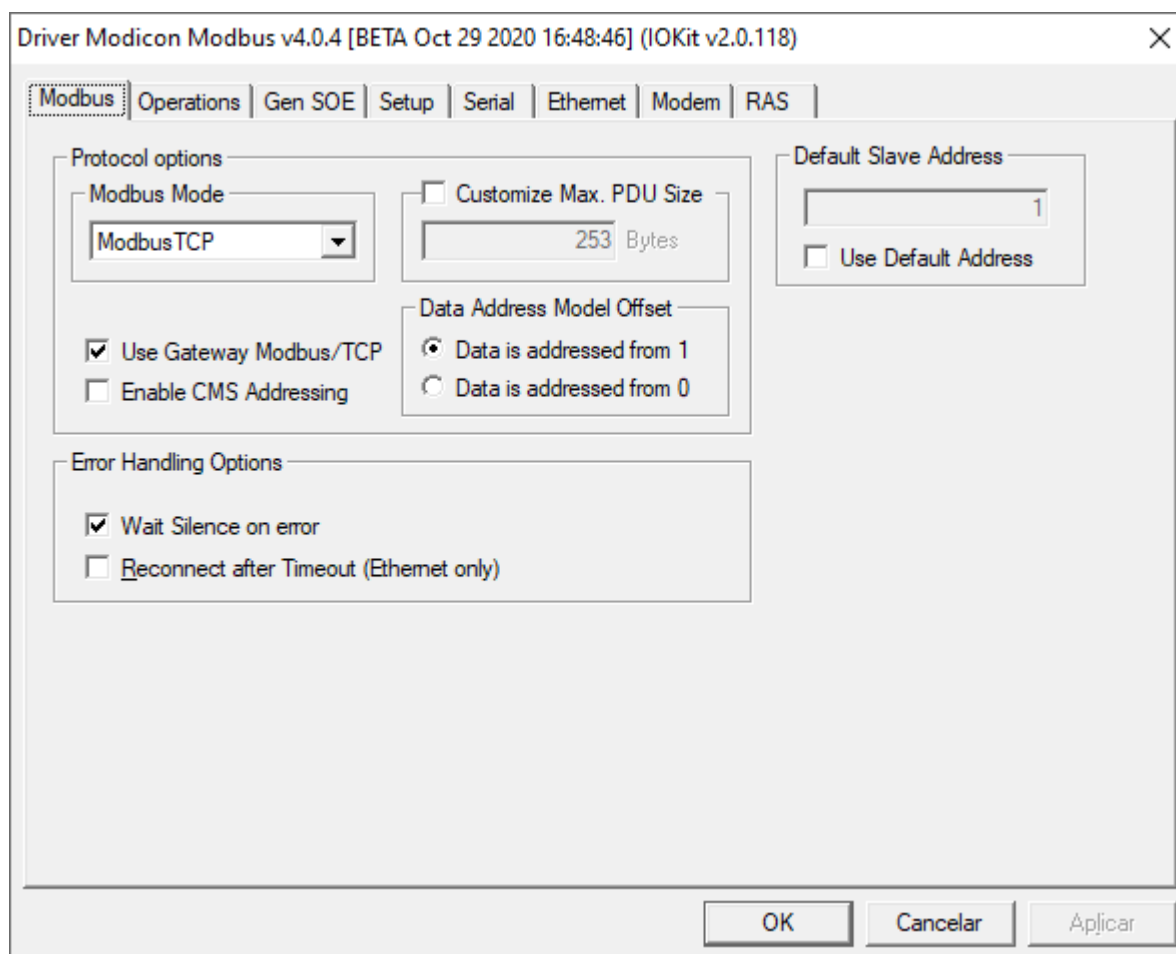 Driver Modicon Modbus v4.0.4 [BETA Oct 29 2020 16:48:46] (IOKit v2.0.118)
Modbus Operations Gen SOE Setup Serial Ethernet Modem RAS
Protocol options
Modbus Mode
ModbusTCP
Customize Max. PDU Size
253 Bytes
Use Gateway Modbus/TCP
Enable CMS Addressing
Data Address Model Offset
Data is addressed from 1
Data is addressed from 0
Default Slave Address
1
Use Default Address
Error Handling Options
Wait Silence on error
Reconnect after Timeout (Ethernet only)
OK Cancelar Aplicar